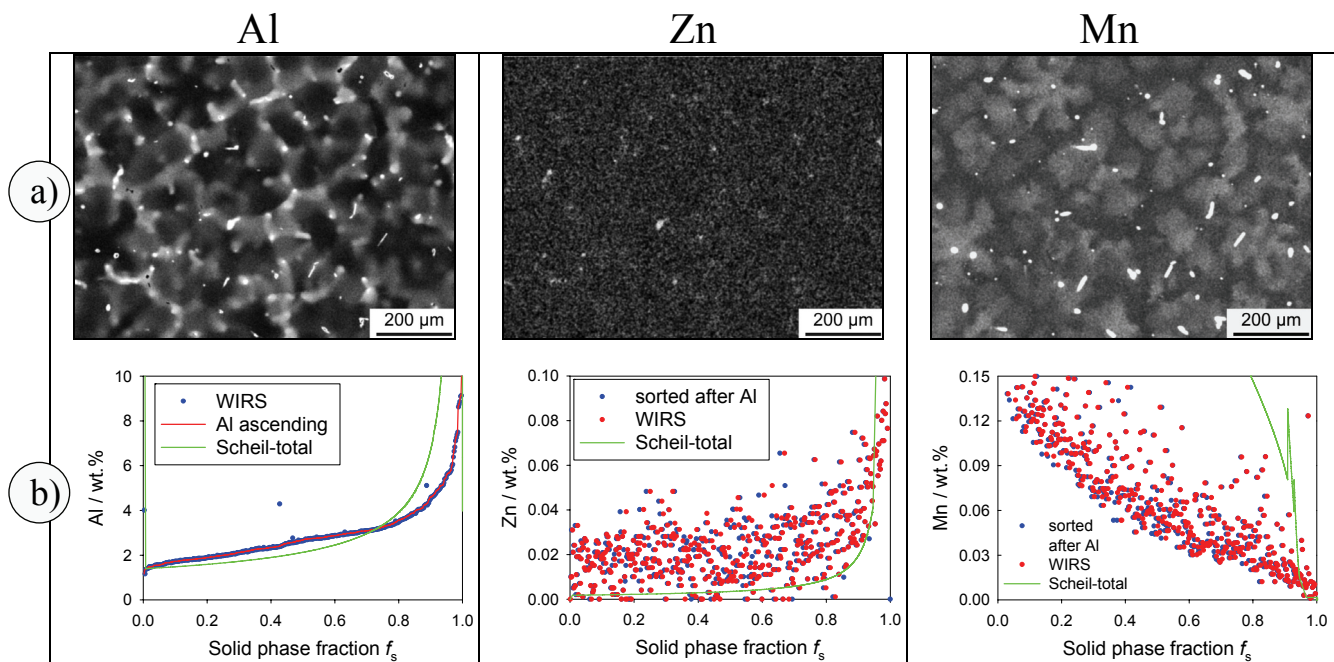 Al
Zn
Mn
a)
200 µm
200 µm
200 µm
b)
Al / wt.%
10
8
6
4
2
0
WIRS
Al ascending
Scheil-total
0.0 0.2 0.4 0.6 0.8 1.0
Solid phase fraction fs
Zn / wt.%
0.10
0.08
0.06
0.04
0.02
0.00
sorted after Al
WIRS
Scheil-total
0.0 0.2 0.4 0.6 0.8 1.0
Solid phase fraction fs
Mn / wt.%
0.15
0.12
0.09
0.06
0.03
0.00
sorted
after Al
WIRS
Scheil-total
0.0 0.2 0.4 0.6 0.8 1.0
Solid phase fraction fs